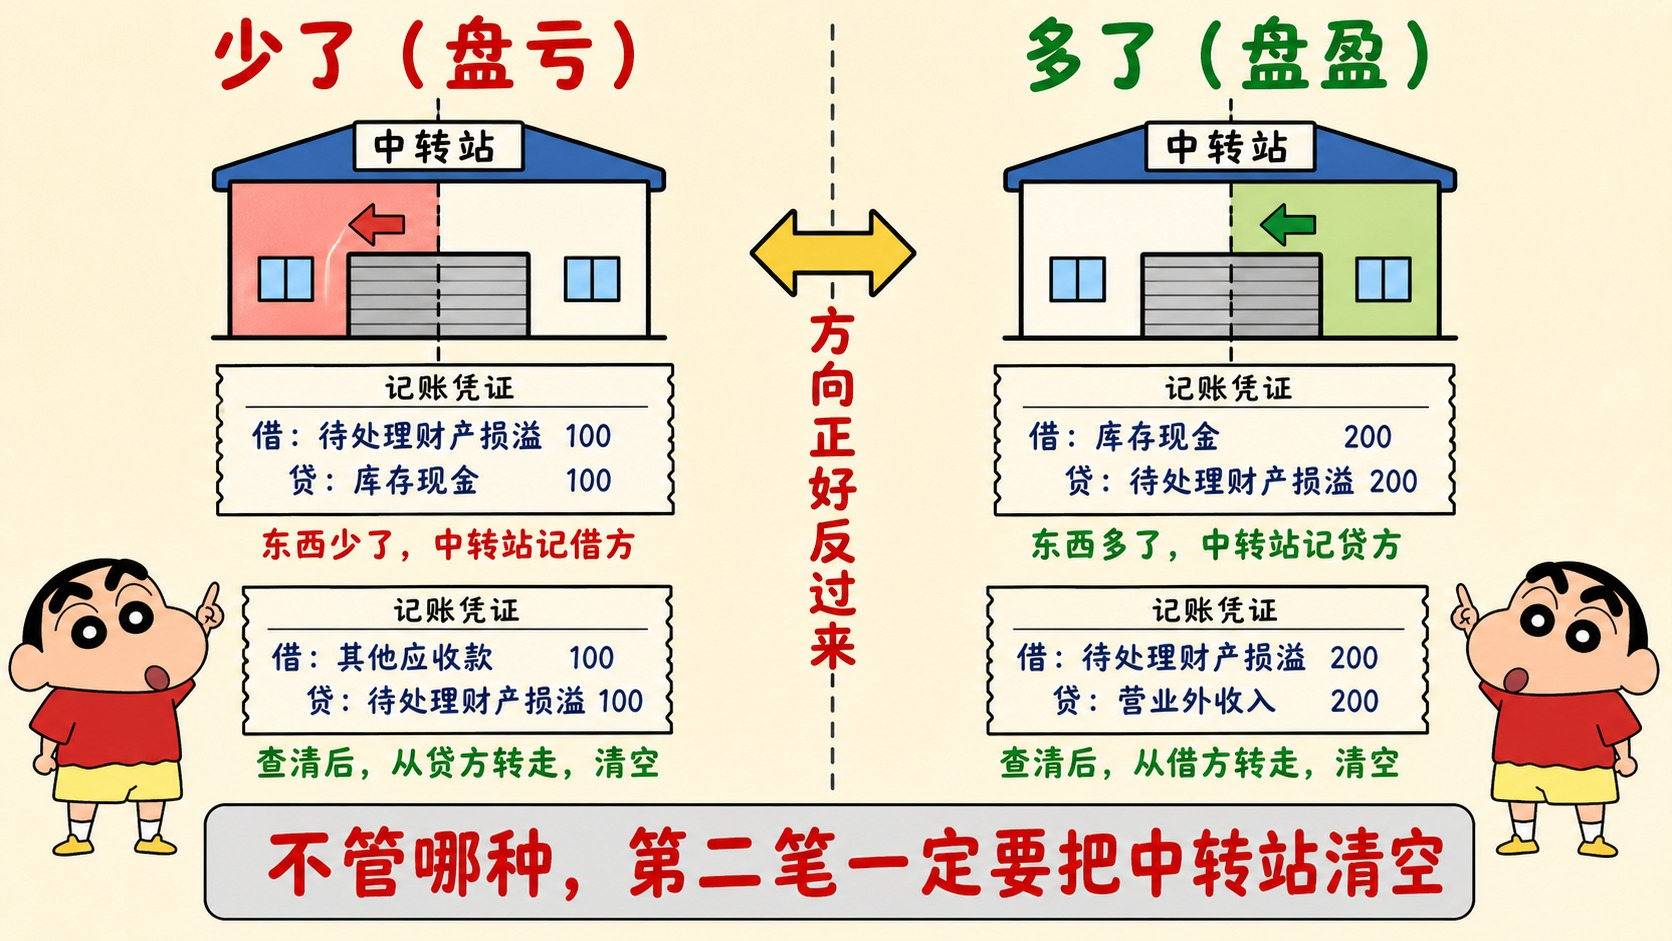 少了（盘亏）
中转站
记账凭证
借：待处理财产损溢 100
贷：库存现金 100
东西少了，中转站记借方
记账凭证
借：其他应收款 100
贷：待处理财产损溢 100
查清后，从贷方转走，清空
方向正好反过来
多了（盘盈）
中转站
记账凭证
借：库存现金 200
贷：待处理财产损溢 200
东西多了，中转站记贷方
记账凭证
借：待处理财产损溢 200
贷：营业外收入 200
查清后，从借方转走，清空
不管哪种，第二笔一定要把中转站清空